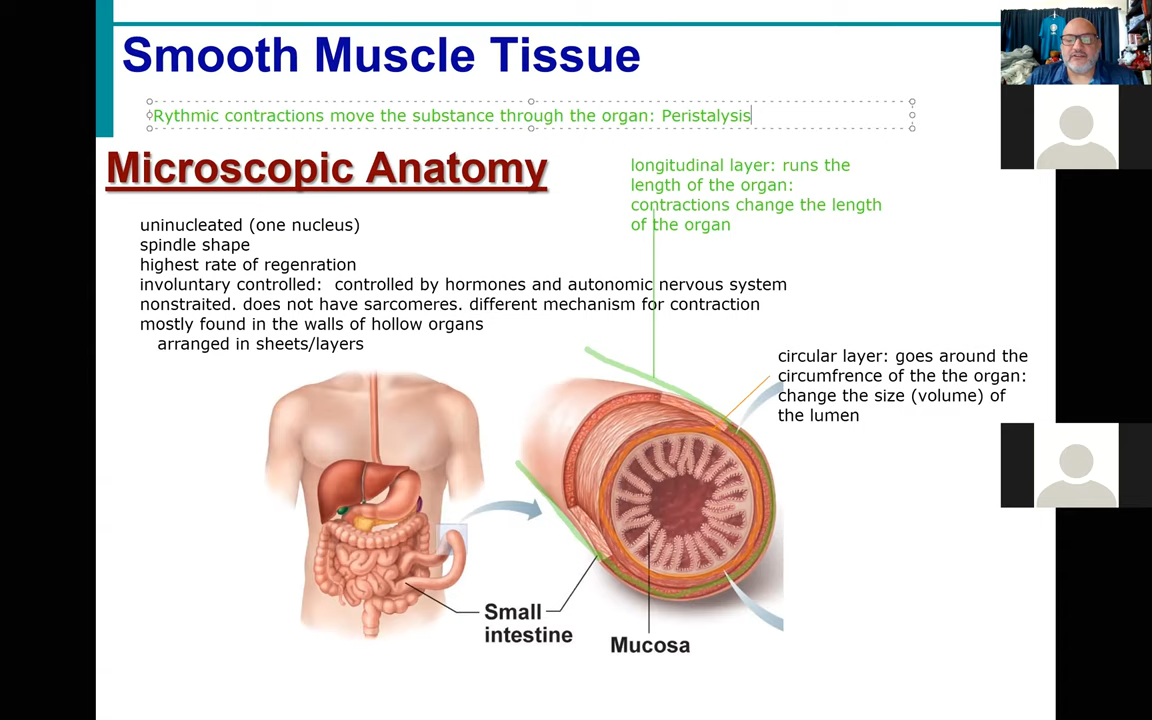 Smooth Muscle Tissue
Rythmic contractions move the substance through the organ: Peristalysis
Microscopic Anatomy
longitudinal layer: runs the
length of the organ:
contractions change the length
of the organ
uninucleated (one nucleus)
spindle shape
highest rate of regenration
involuntary controlled:  controlled by hormones and autonomic nervous system
nonstraited. does not have sarcomeres. different mechanism for contraction
mostly found in the walls of hollow organs
arranged in sheets/layers
circular layer: goes around the
circumfrence of the the organ:
change the size (volume) of
the lumen
Small
intestine
Mucosa